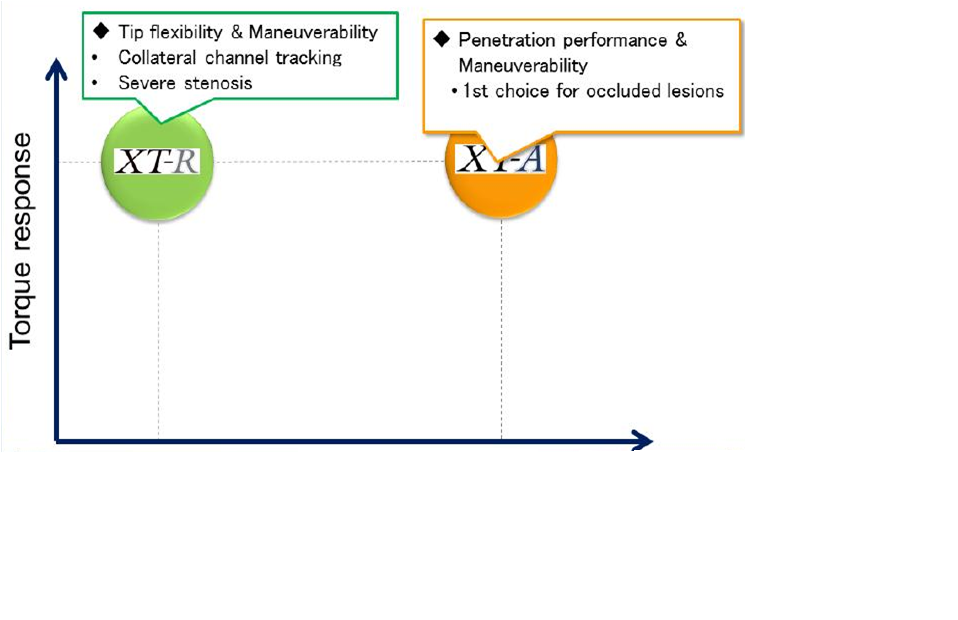 ◆ Tip flexibility & Maneuverability
• Collateral channel tracking
• Severe stenosis
◆ Penetration performance &
Maneuverability
•1st choice for occluded lesions
XT-R
XT-A
Torque response